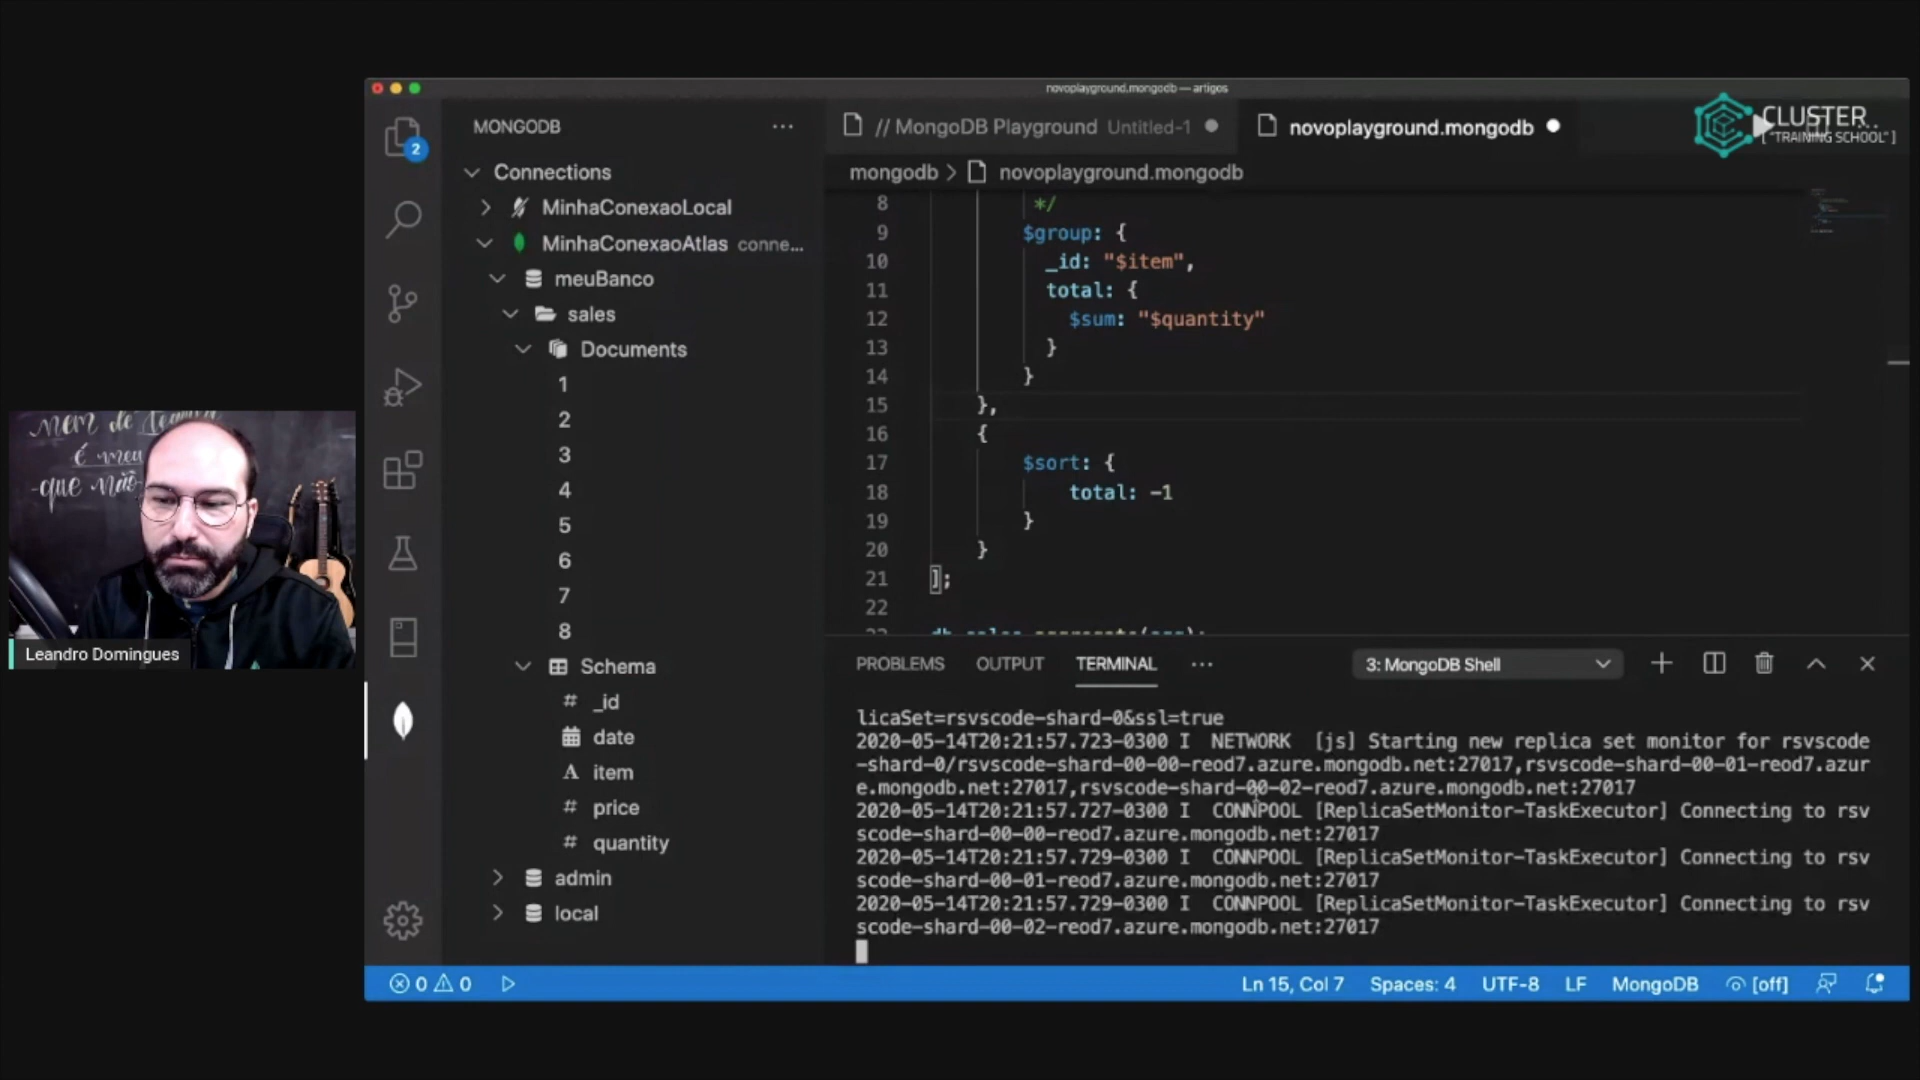 novoplayground.mongodb — artigos
CLUSTER
[ "TRAINING SCHOOL" ]
2
MONGODB
Connections
MinhaConexaoLocal
MinhaConexaoAtlas conne...
meuBanco
sales
Documents
1
2
3
4
5
6
7
8
Schema
# _id
date
A item
# price
# quantity
admin
local
// MongoDB Playground Untitled-1
novoplayground.mongodb
mongodb > novoplayground.mongodb
8 */
9 $group: {
10 _id: "$item",
11 total: {
12 $sum: "$quantity"
13 }
14 }
15 },
16 {
17 $sort: {
18 total: -1
19 }
20 }
21 ];
22
PROBLEMS OUTPUT TERMINAL ... 3: MongoDB Shell
licaSet=rsvscode-shard-0&ssl=true
2020-05-14T20:21:57.723-0300 I NETWORK [js] Starting new replica set monitor for rsvscode
-shard-0/rsvscode-shard-00-00-reod7.azure.mongodb.net:27017,rsvscode-shard-00-01-reod7.azur
e.mongodb.net:27017,rsvscode-shard-00-02-reod7.azure.mongodb.net:27017
2020-05-14T20:21:57.727-0300 I CONNPOOL [ReplicaSetMonitor-TaskExecutor] Connecting to rsv
scode-shard-00-00-reod7.azure.mongodb.net:27017
2020-05-14T20:21:57.729-0300 I CONNPOOL [ReplicaSetMonitor-TaskExecutor] Connecting to rsv
scode-shard-00-01-reod7.azure.mongodb.net:27017
2020-05-14T20:21:57.729-0300 I CONNPOOL [ReplicaSetMonitor-TaskExecutor] Connecting to rsv
scode-shard-00-02-reod7.azure.mongodb.net:27017
0 0
Ln 15, Col 7 Spaces: 4 UTF-8 LF MongoDB [off]
nem de
é meu
-que não
Leandro Domingues